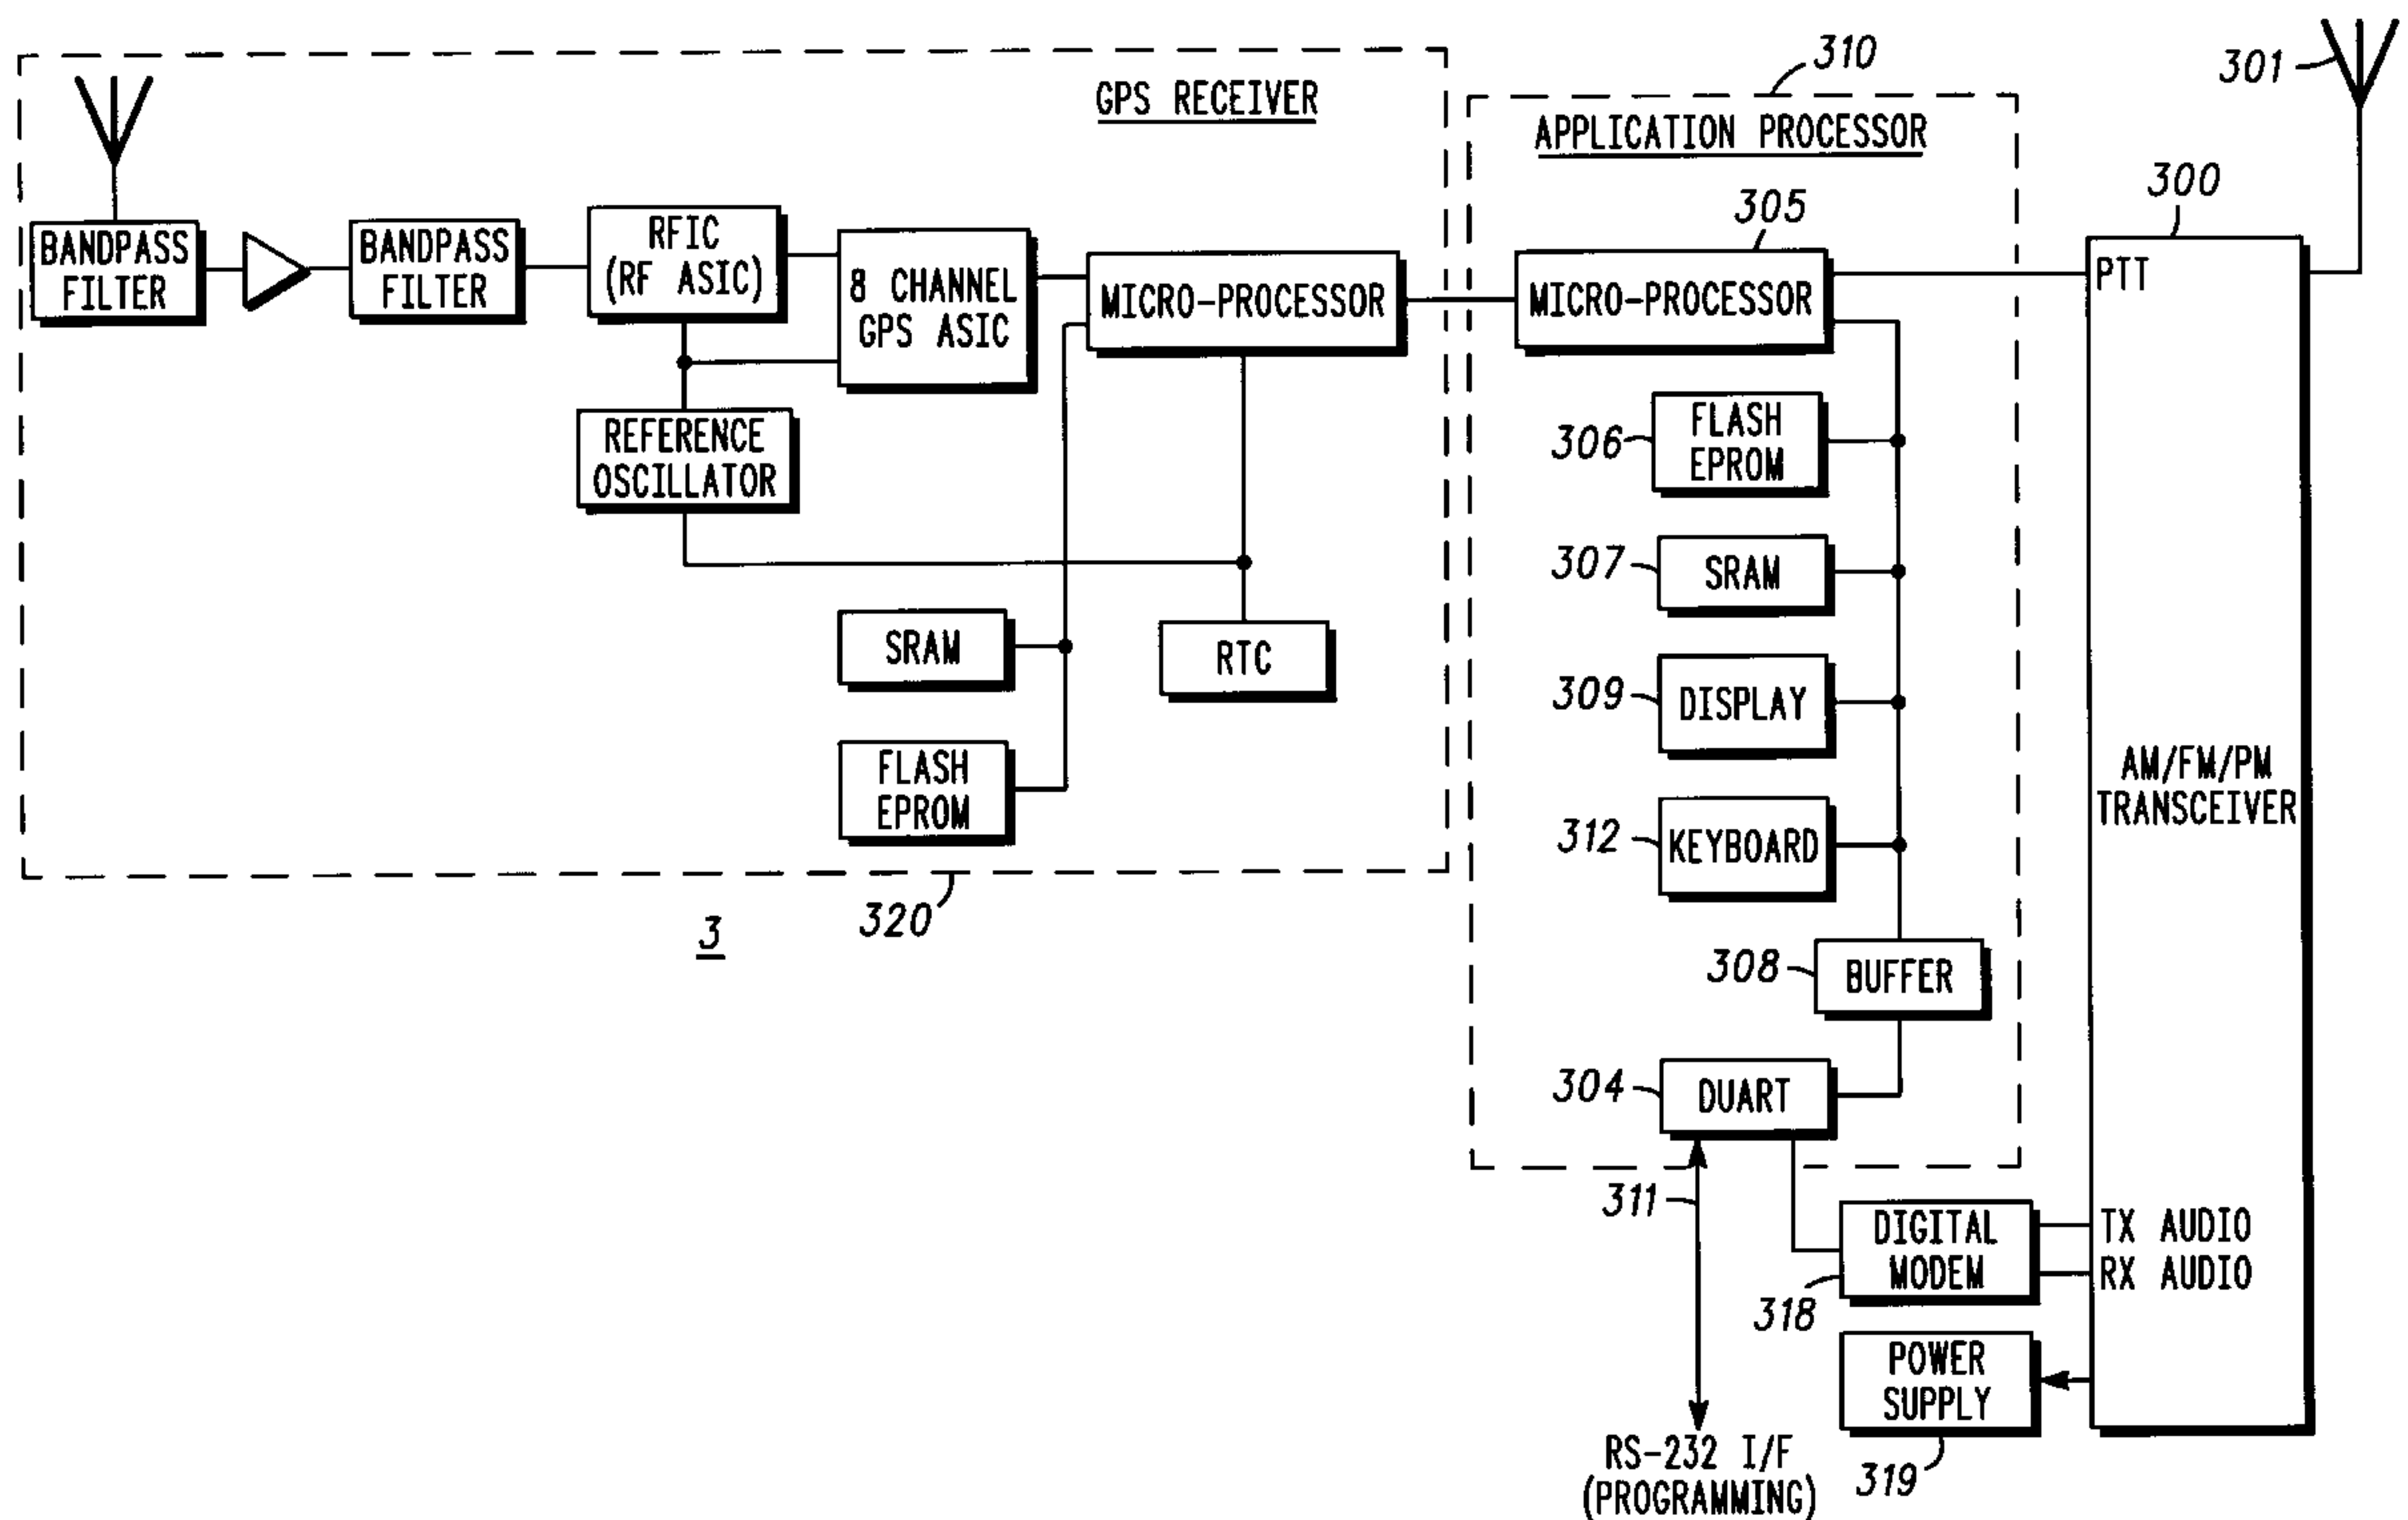 GPS RECEIVER
BANDPASS
FILTER
BANDPASS
FILTER
RFIC
(RF ASIC)
8 CHANNEL
GPS ASIC
MICRO-PROCESSOR
REFERENCE
OSCILLATOR
SRAM
RTC
FLASH
EPROM
320
3
310
APPLICATION PROCESSOR
305
MICRO-PROCESSOR
306
FLASH
EPROM
307
SRAM
309
DISPLAY
312
KEYBOARD
308
BUFFER
304
DUART
311
RS-232 I/F
(PROGRAMMING)
301
300
PTT
AM/FM/PM
TRANSCEIVER
TX AUDIO
RX AUDIO
DIGITAL
MODEM
318
POWER
SUPPLY
319